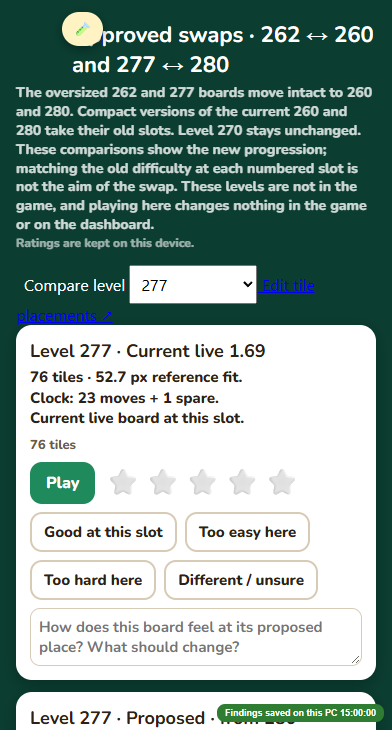 proved swaps · 262 ↔ 260
and 277 ↔ 280
The oversized 262 and 277 boards move intact to 260
and 280. Compact versions of the current 260 and
280 take their old slots. Level 270 stays unchanged.
These comparisons show the new progression;
matching the old difficulty at each numbered slot is
not the aim of the swap. These levels are not in the
game, and playing here changes nothing in the game
or on the dashboard.
Ratings are kept on this device.
Compare level 277 Edit tile
placements ↗
Level 277 · Current live 1.69
76 tiles · 52.7 px reference fit.
Clock: 23 moves + 1 spare.
Current live board at this slot.
76 tiles
Play
Good at this slot Too easy here
Too hard here Different / unsure
How does this board feel at its proposed
place? What should change?
Level 277 · Proposed ·
Findings saved on this PC 15:00:00